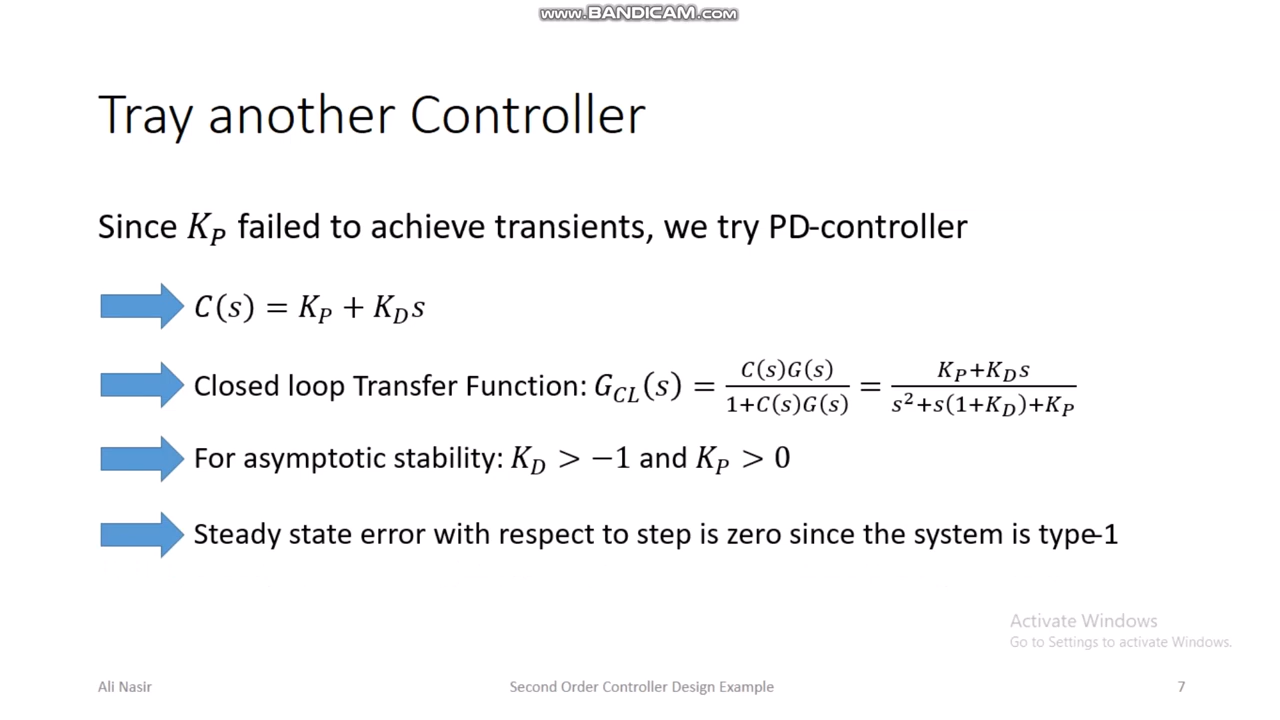 www.BANDICAM.com
Tray another Controller
Since K_P failed to achieve transients, we try PD-controller
C(s) = K_P + K_D s
Closed loop Transfer Function: G_CL(s) = C(s)G(s) / 1+C(s)G(s) = K_P+K_D s / s²+s(1+K_D)+K_P
For asymptotic stability: K_D > −1 and K_P > 0
Steady state error with respect to step is zero since the system is type-1
Activate Windows
Go to Settings to activate Windows.
Ali Nasir
Second Order Controller Design Example
7